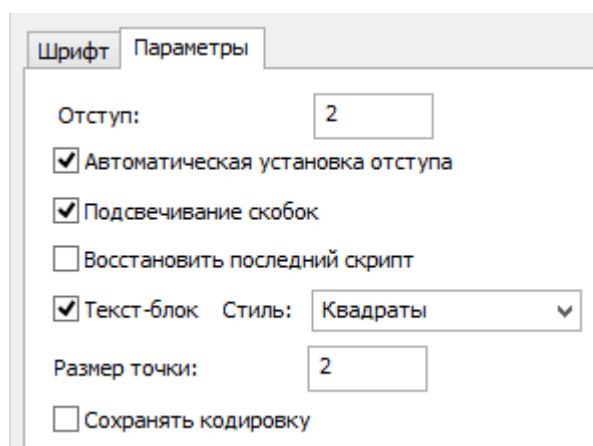 Шрифт Параметры
Отступ: 2
Автоматическая установка отступа
Подсвечивание скобок
Восстановить последний скрипт
Текст-блок Стиль: Квадраты
Размер точки: 2
Сохранять кодировку